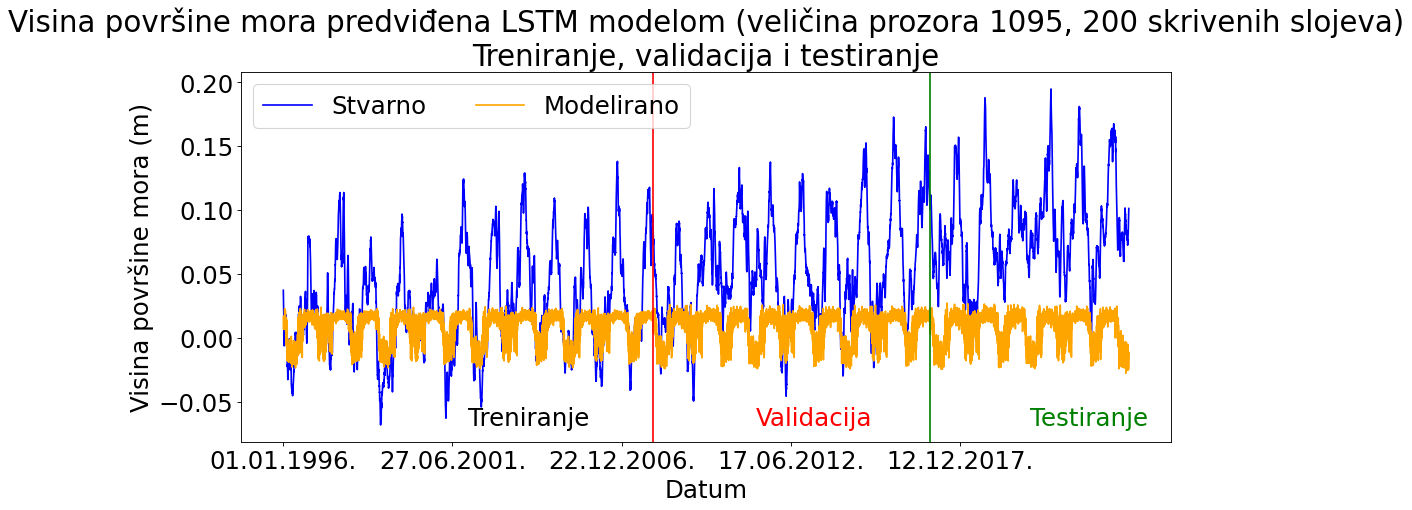 Visina površine mora predviđena LSTM modelom (veličina prozora 1095, 200 skrivenih slojeva)
Treniranje, validacija i testiranje
Stvarno
Modelirano
Visina površine mora (m)
0.20
0.15
0.10
0.05
0.00
−0.05
Treniranje
Validacija
Testiranje
01.01.1996.
27.06.2001.
22.12.2006.
17.06.2012.
12.12.2017.
Datum